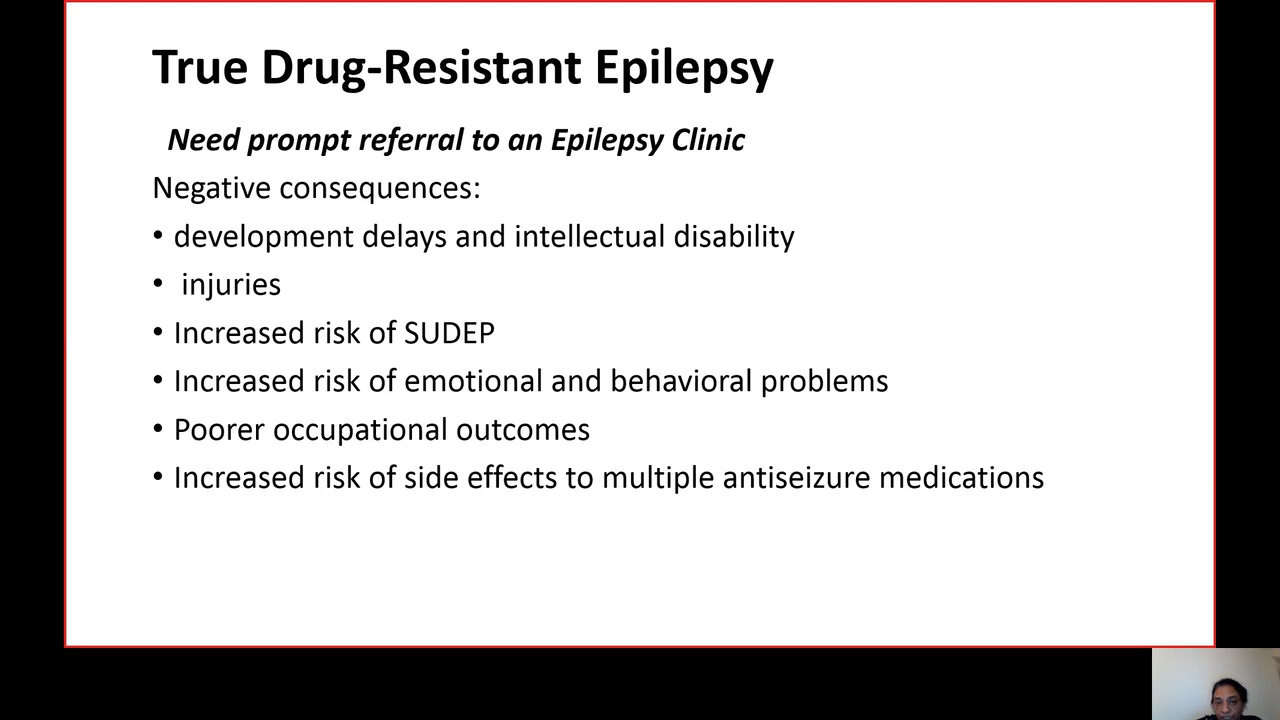 True Drug-Resistant Epilepsy
Need prompt referral to an Epilepsy Clinic
Negative consequences:
• development delays and intellectual disability
• injuries
• Increased risk of SUDEP
• Increased risk of emotional and behavioral problems
• Poorer occupational outcomes
• Increased risk of side effects to multiple antiseizure medications